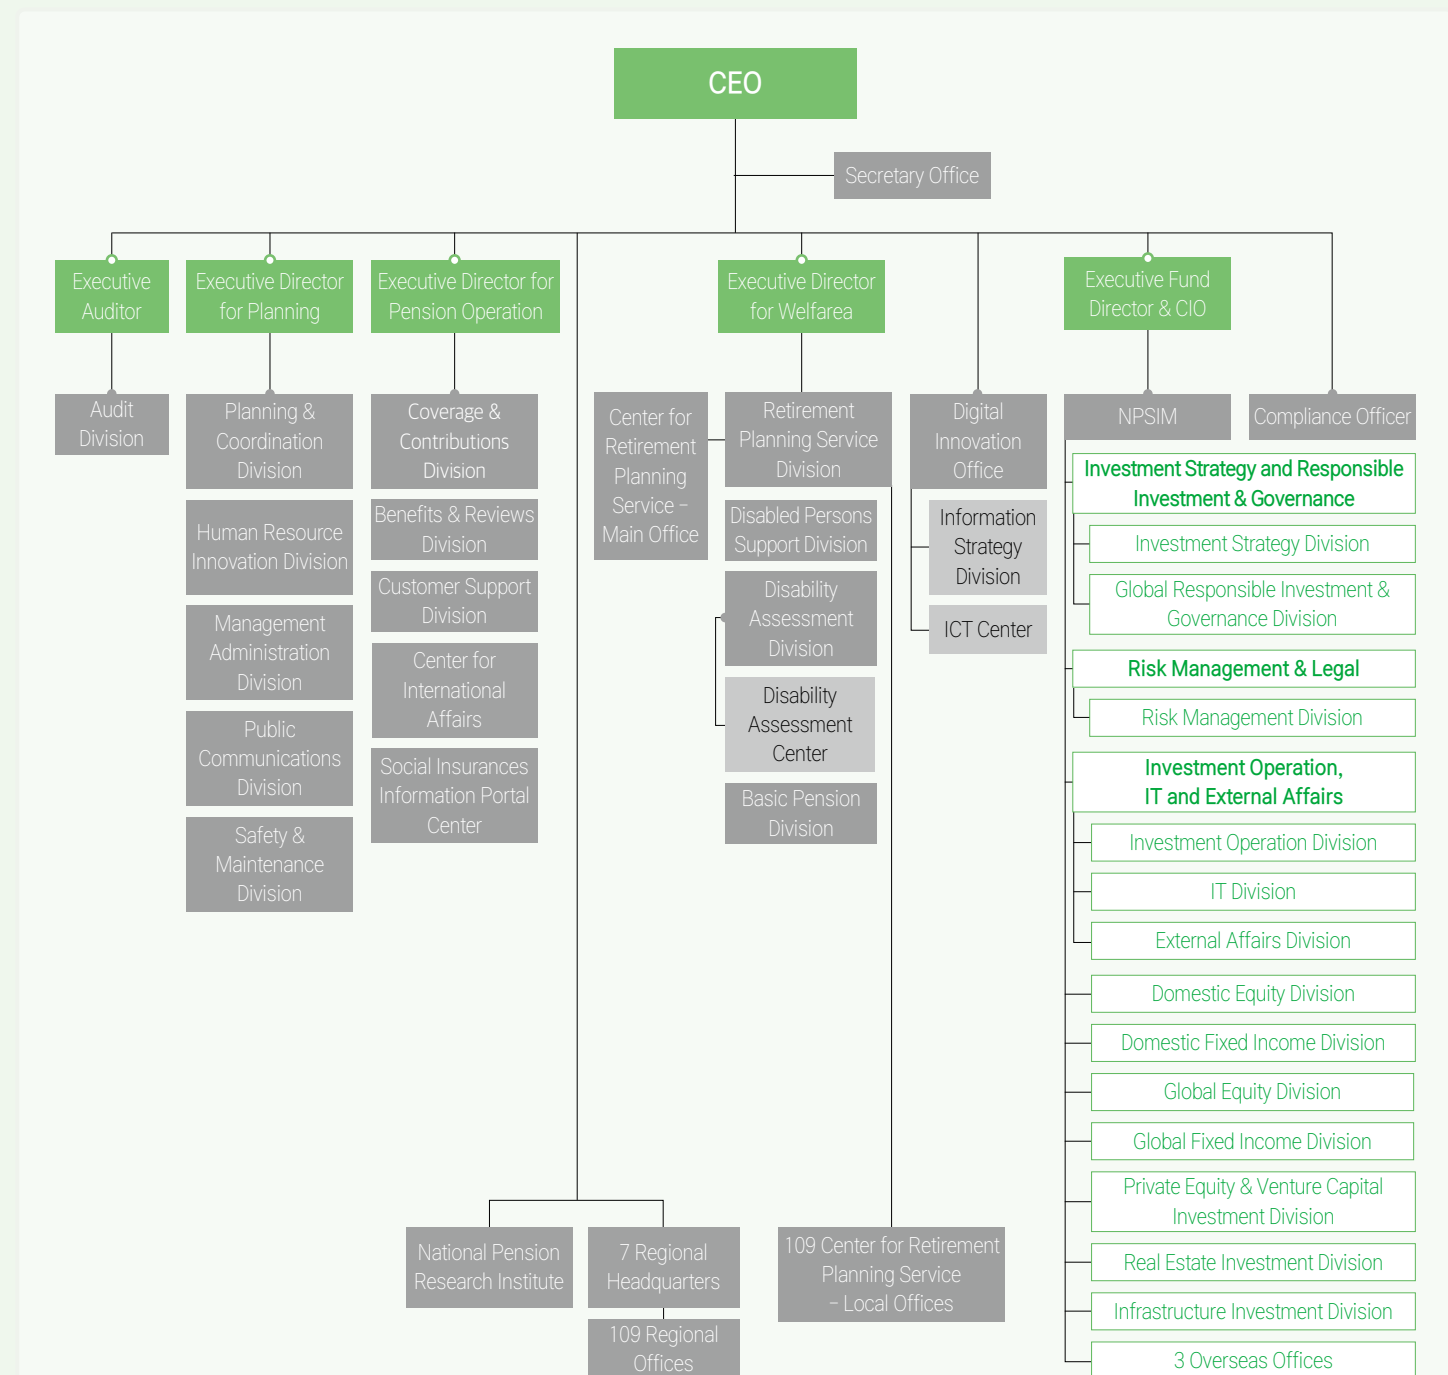 CEO
Secretary Office
Executive
Auditor
Executive Director
for Planning
Executive Director for
Pension Operation
Executive Director
for Welfarea
Executive Fund
Director & CIO
Audit
Division
Planning &
Coordination
Division
Human Resource
Innovation Division
Management
Administration
Division
Public
Communications
Division
Safety &
Maintenance
Division
Coverage &
Contributions
Division
Benefits & Reviews
Division
Customer Support
Division
Center for
International
Affairs
Social Insurances
Information Portal
Center
Center for
Retirement
Planning
Service –
Main Office
Retirement
Planning Service
Division
Disabled Persons
Support Division
Disability
Assessment
Division
Disability
Assessment
Center
Basic Pension
Division
Digital
Innovation
Office
Information
Strategy
Division
ICT Center
NPSIM
Compliance Officer
Investment Strategy and Responsible
Investment & Governance
Investment Strategy Division
Global Responsible Investment &
Governance Division
Risk Management & Legal
Risk Management Division
Investment Operation,
IT and External Affairs
Investment Operation Division
IT Division
External Affairs Division
Domestic Equity Division
Domestic Fixed Income Division
Global Equity Division
Global Fixed Income Division
Private Equity & Venture Capital
Investment Division
Real Estate Investment Division
Infrastructure Investment Division
3 Overseas Offices
National Pension
Research Institute
7 Regional
Headquarters
109 Regional
Offices
109 Center for Retirement
Planning Service
– Local Offices